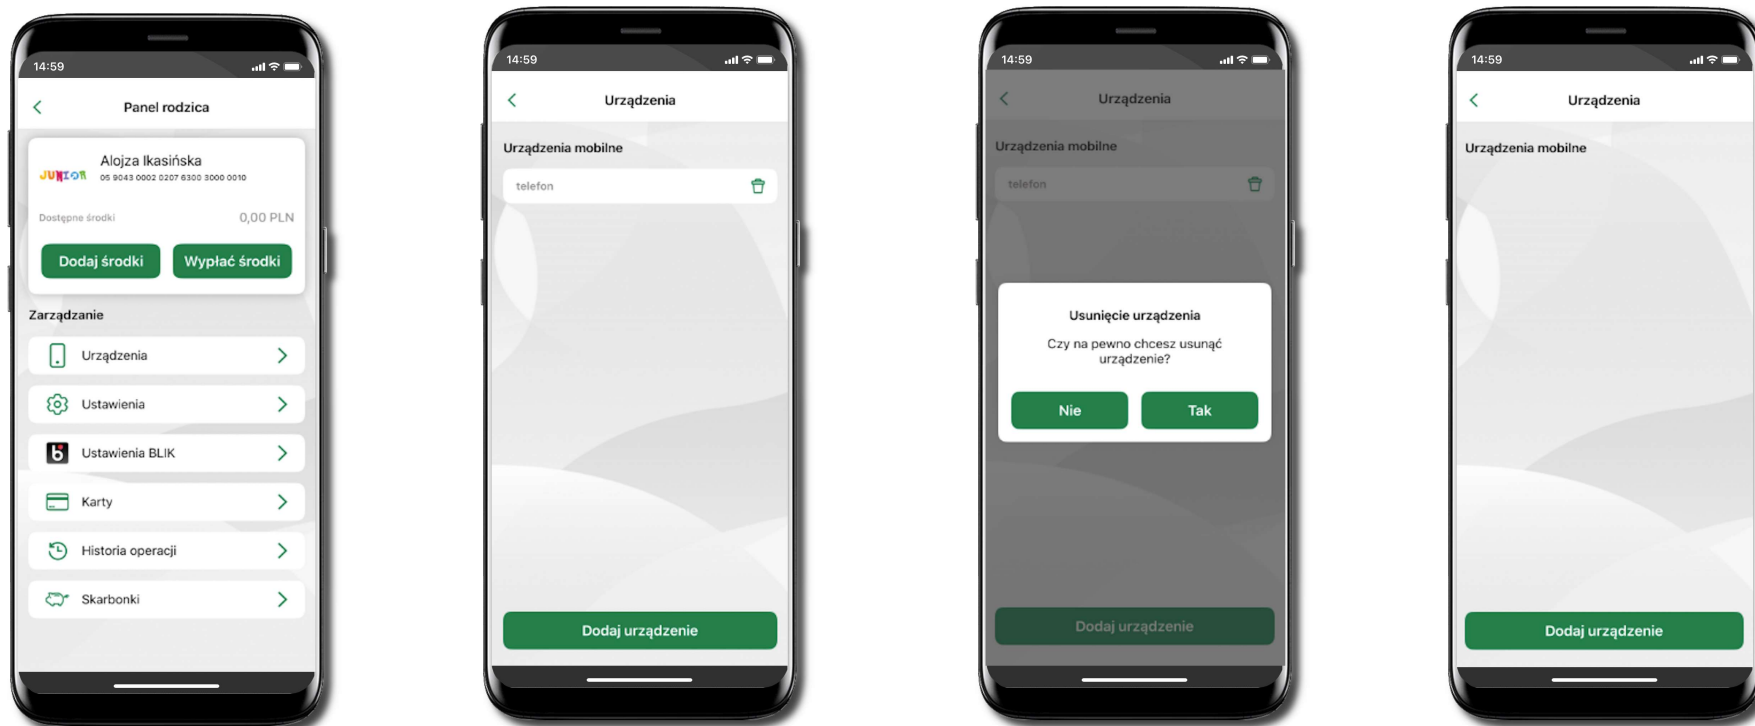 14:59
Panel rodzica
JUNIOR
Alojza Ikasińska
05 9043 0002 0207 6300 3000 0010
Dostępne środki
0,00 PLN
Dodaj środki
Wypłać środki
Zarządzanie
Urządzenia
Ustawienia
Ustawienia BLIK
Karty
Historia operacji
Skarbonki
14:59
Urządzenia
Urządzenia mobilne
telefon
Dodaj urządzenie
14:59
Urządzenia
Urządzenia mobilne
telefon
Usunięcie urządzenia
Czy na pewno chcesz usunąć
urządzenie?
Nie
Tak
Dodaj urządzenie
14:59
Urządzenia
Urządzenia mobilne
Dodaj urządzenie